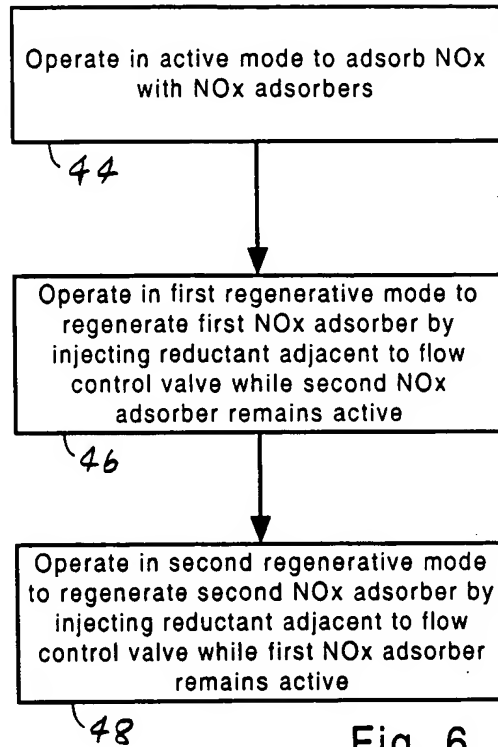 Operate in active mode to adsorb NOx
with NOx adsorbers
44
Operate in first regenerative mode to
regenerate first NOx adsorber by
injecting reductant adjacent to flow
control valve while second NOx
adsorber remains active
46
Operate in second regenerative mode
to regenerate second NOx adsorber by
injecting reductant adjacent to flow
control valve while first NOx adsorber
remains active
48
Fig. 6